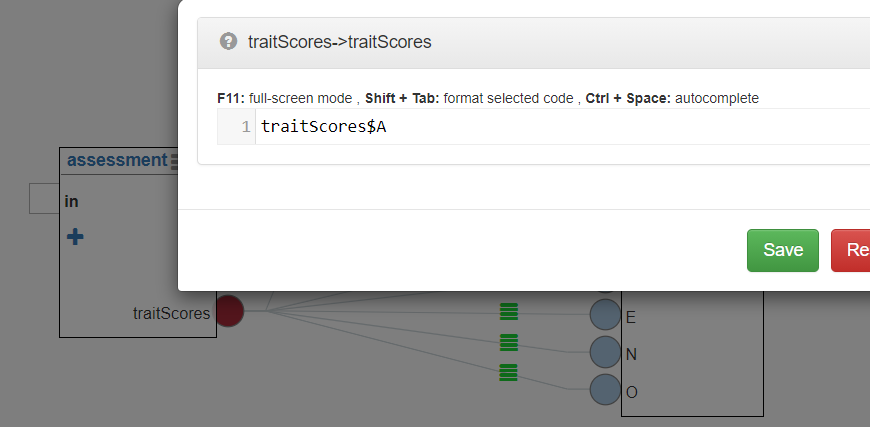 traitScores->traitScores
F11: full-screen mode , Shift + Tab: format selected code , Ctrl + Space: autocomplete
1 traitScores$A
assessment
in
Save Re
traitScores
E
N
O